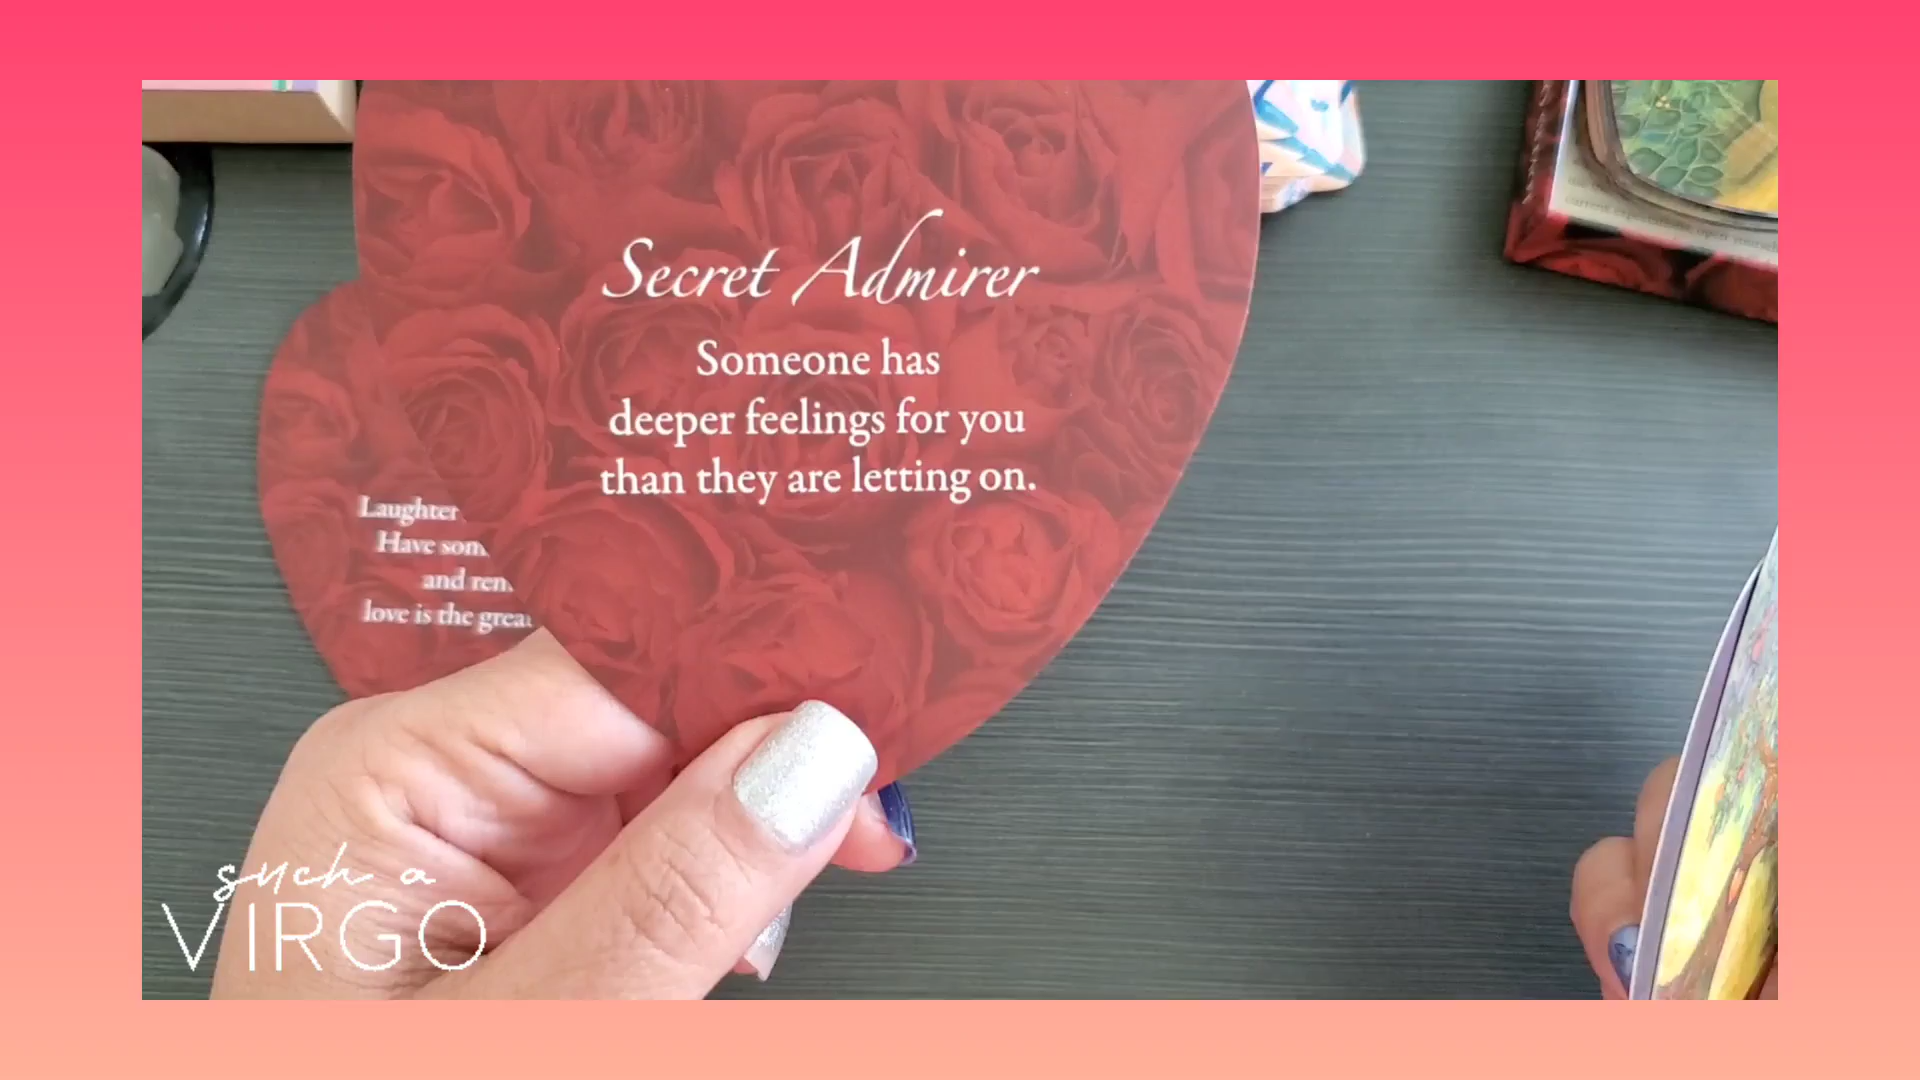 Secret Admirer
Someone has
deeper feelings for you
than they are letting on.
Laughter
Have som
and rem
love is the grea
such a
VIRGO